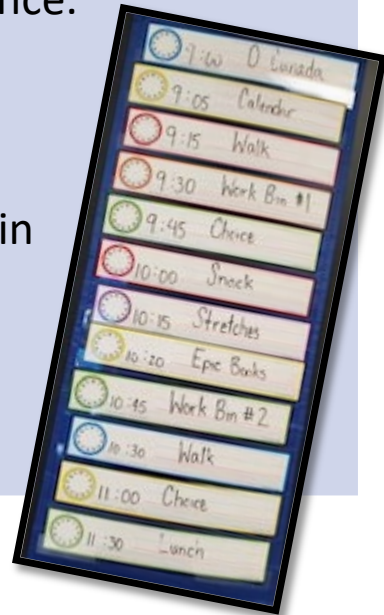 nce.
in
9:00 O Canada
9:05 Calendar
9:15 Walk
9:30 Work Bin #1
9:45 Choice
10:00 Snack
10:15 Stretches
10:20 Epic Books
10:45 Work Bin #2
10:30 Walk
11:00 Choice
11:30 Lunch